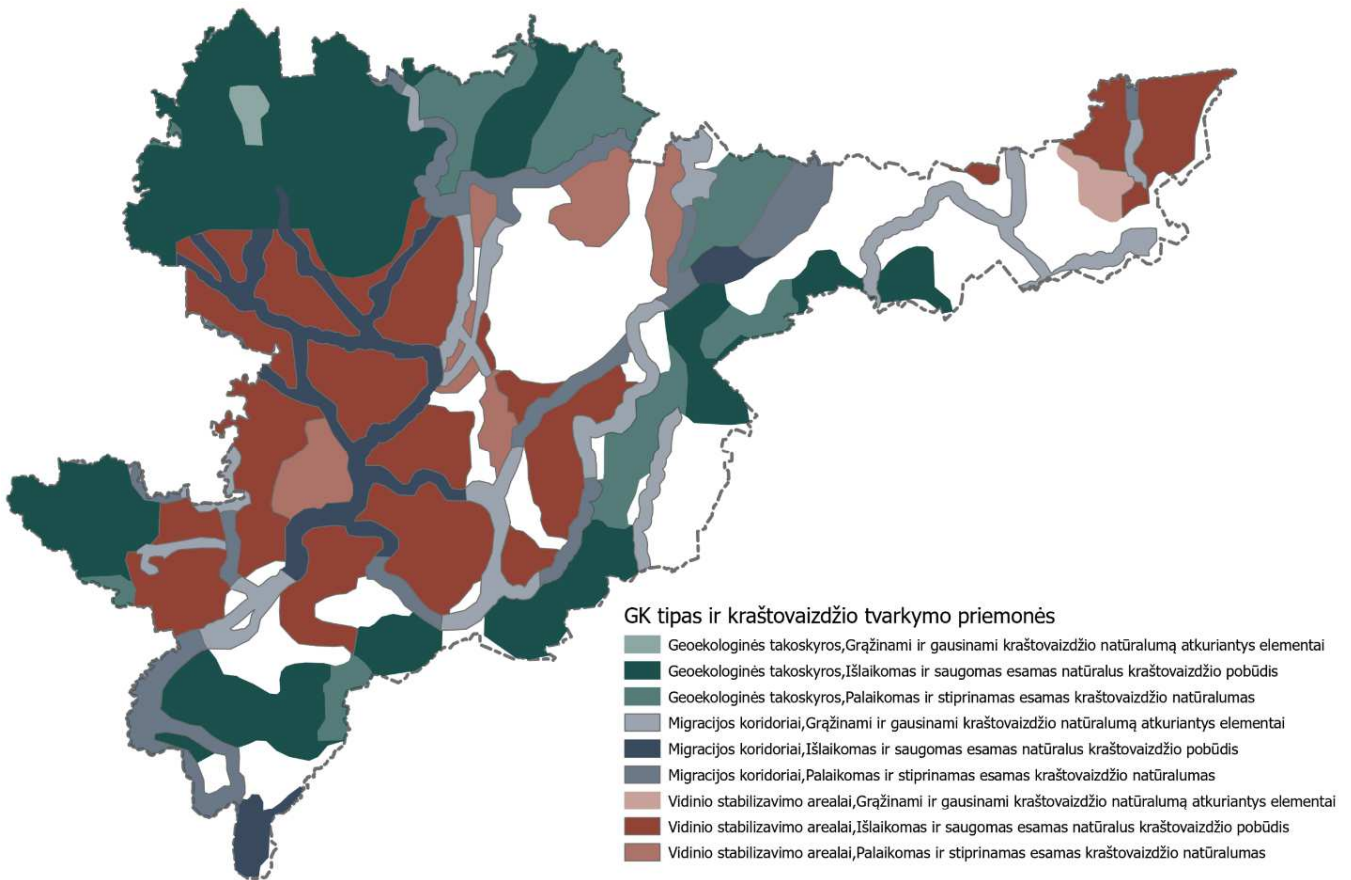 GK tipas ir kraštovaizdžio tvarkymo priemonės
Geoekologinės takoskyros,Grąžinami ir gausinami kraštovaizdžio natūralumą atkuriantys elementai
Geoekologinės takoskyros,Išlaikomas ir saugomas esamas natūralus kraštovaizdžio pobūdis
Geoekologinės takoskyros,Palaikomas ir stiprinamas esamas kraštovaizdžio natūralumas
Migracijos koridoriai,Grąžinami ir gausinami kraštovaizdžio natūralumą atkuriantys elementai
Migracijos koridoriai,Išlaikomas ir saugomas esamas natūralus kraštovaizdžio pobūdis
Migracijos koridoriai,Palaikomas ir stiprinamas esamas kraštovaizdžio natūralumas
Vidinio stabilizavimo arealai,Grąžinami ir gausinami kraštovaizdžio natūralumą atkuriantys elementai
Vidinio stabilizavimo arealai,Išlaikomas ir saugomas esamas natūralus kraštovaizdžio pobūdis
Vidinio stabilizavimo arealai,Palaikomas ir stiprinamas esamas kraštovaizdžio natūralumas